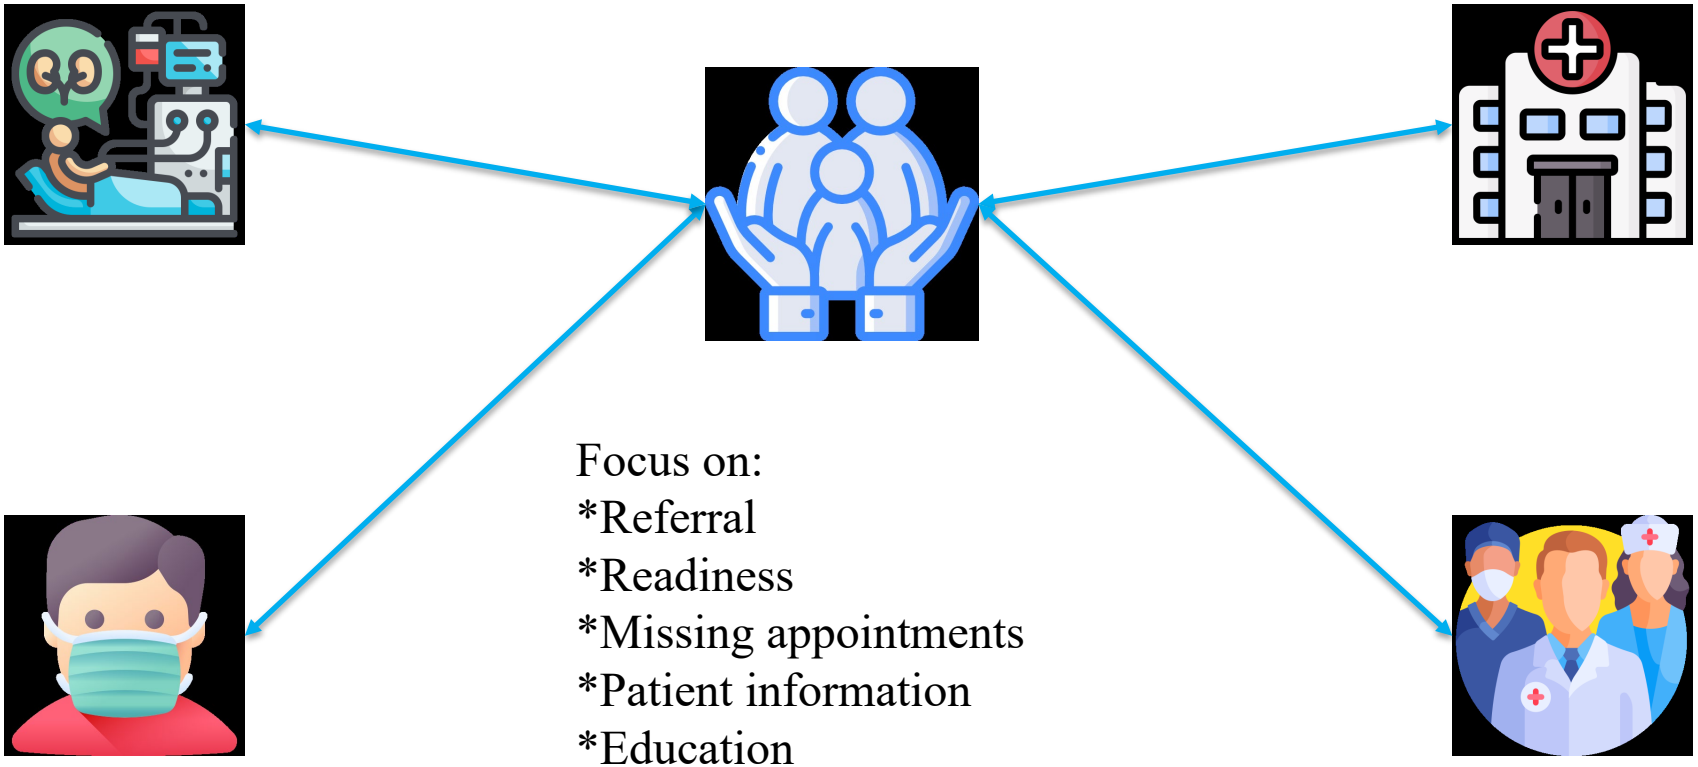 Focus on:
*Referral
*Readiness
*Missing appointments
*Patient information
*Education